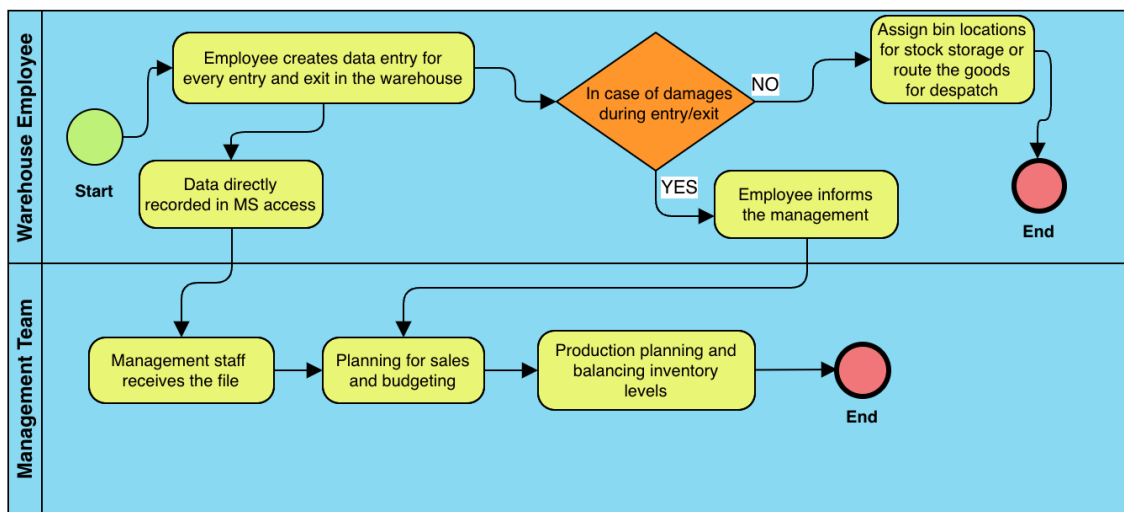 Warehouse Employee
Start
Employee creates data entry for
every entry and exit in the warehouse
Data directly
recorded in MS access
In case of damages
during entry/exit
NO
YES
Assign bin locations
for stock storage or
route the goods
for despatch
End
Employee informs
the management
Management Team
Management staff
receives the file
Planning for sales
and budgeting
Production planning and
balancing inventory
levels
End